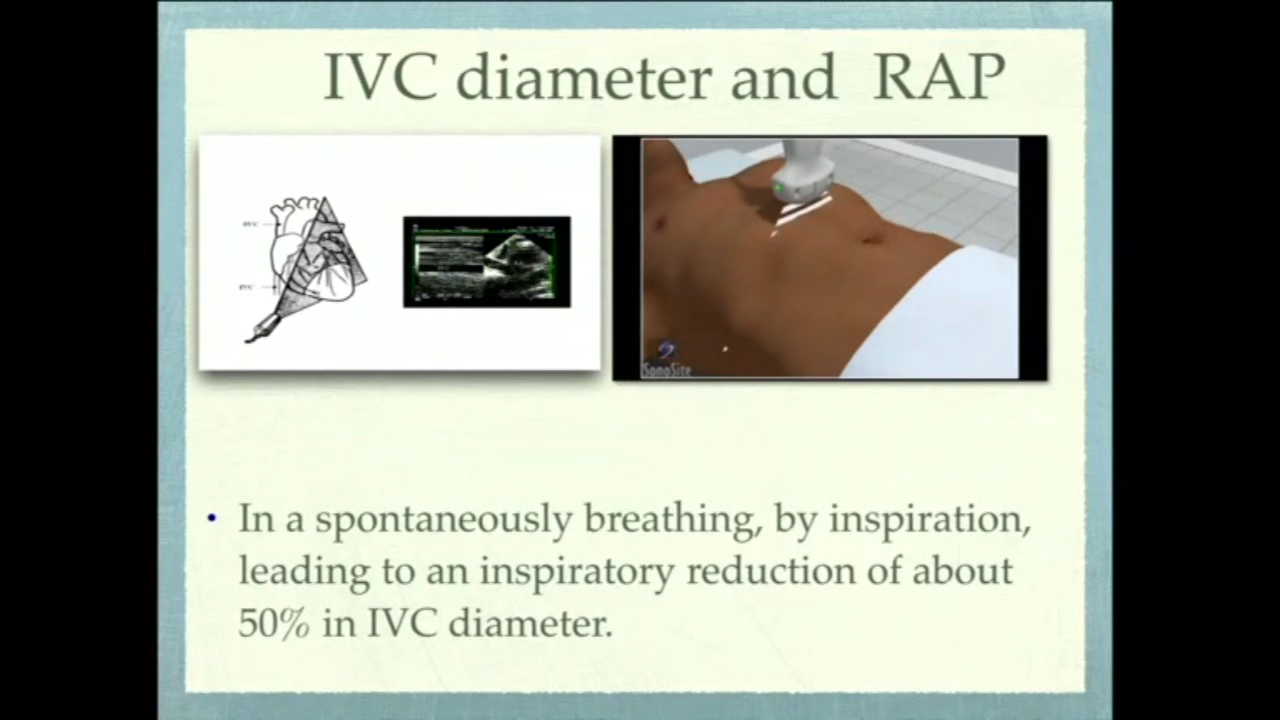 IVC diameter and RAP
SonoSite
• In a spontaneously breathing, by inspiration,
leading to an inspiratory reduction of about
50% in IVC diameter.